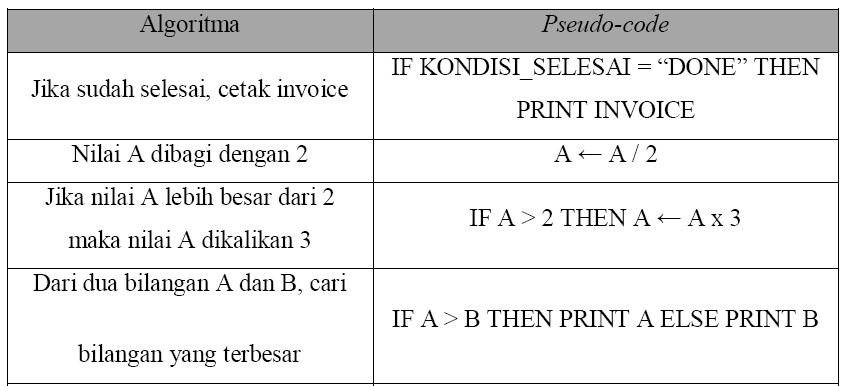 Algoritma
Pseudo-code
Jika sudah selesai, cetak invoice
IF KONDISI_SELESAI = “DONE” THEN
PRINT INVOICE
Nilai A dibagi dengan 2
A ← A / 2
Jika nilai A lebih besar dari 2
maka nilai A dikalikan 3
IF A > 2 THEN A ← A x 3
Dari dua bilangan A dan B, cari
bilangan yang terbesar
IF A > B THEN PRINT A ELSE PRINT B